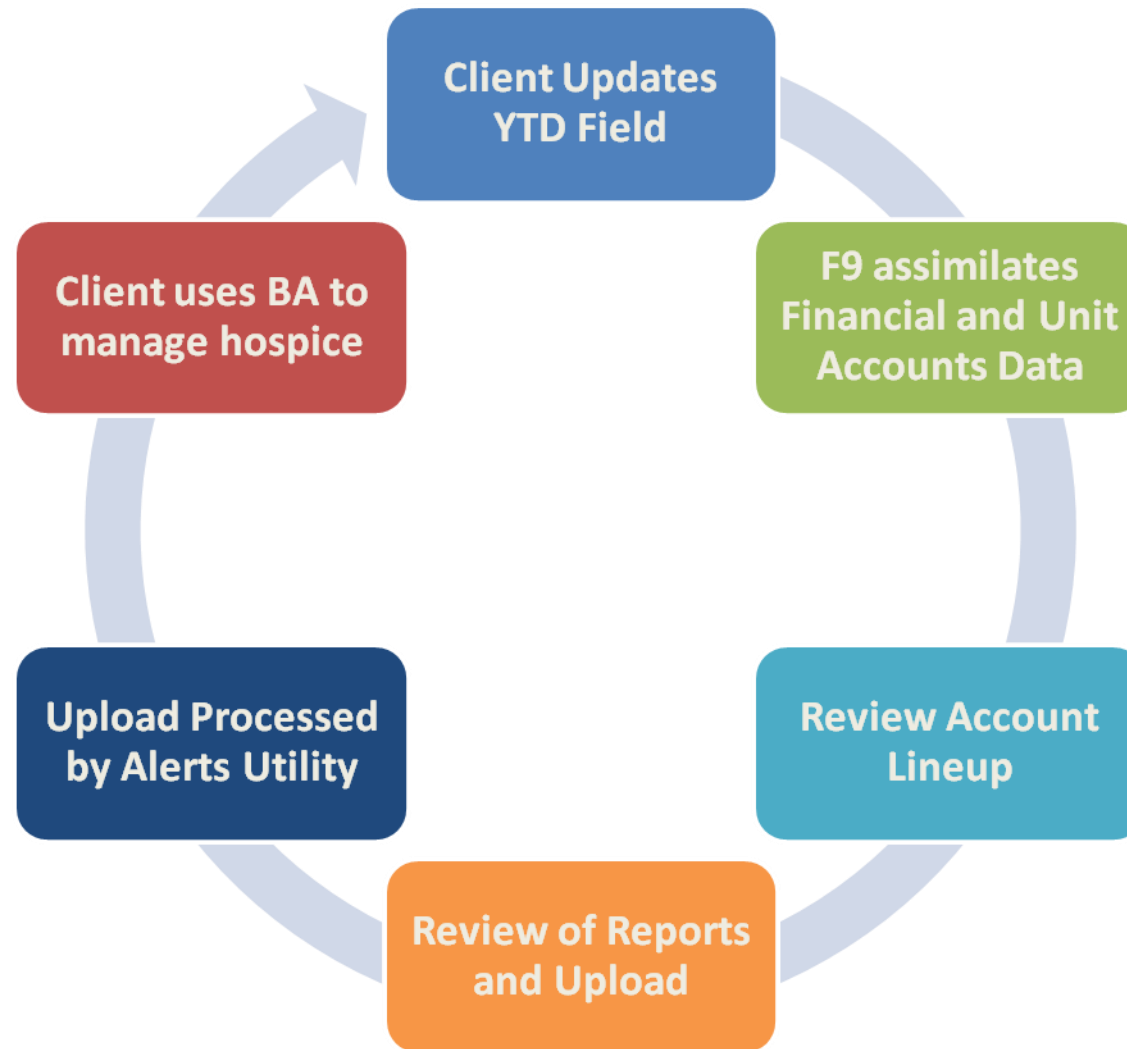 Client Updates
YTD Field
F9 assimilates
Financial and Unit
Accounts Data
Review Account
Lineup
Review of Reports
and Upload
Upload Processed
by Alerts Utility
Client uses BA to
manage hospice